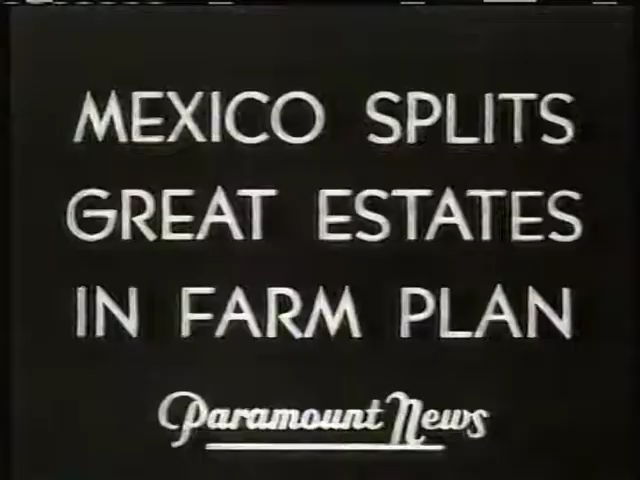 MEXICO SPLITS
GREAT ESTATES
IN FARM PLAN
Paramount News